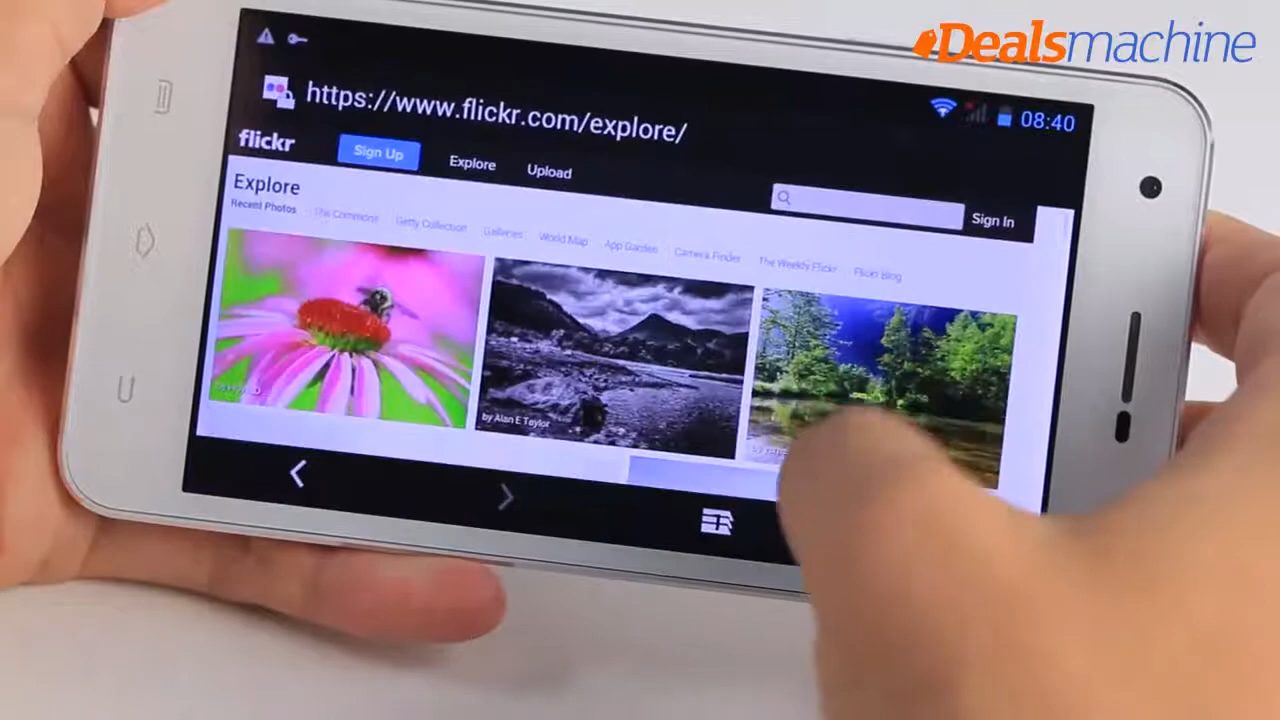 Dealsmachine
https://www.flickr.com/explore/
08:40
flickr
Sign Up
Explore
Upload
Sign In
Explore
Recent Photos
The Commons
Getty Collection
Galleries
World Map
App Garden
Camera Finder
The Weekly Flickr
Flickr Blog
by Alan E Taylor